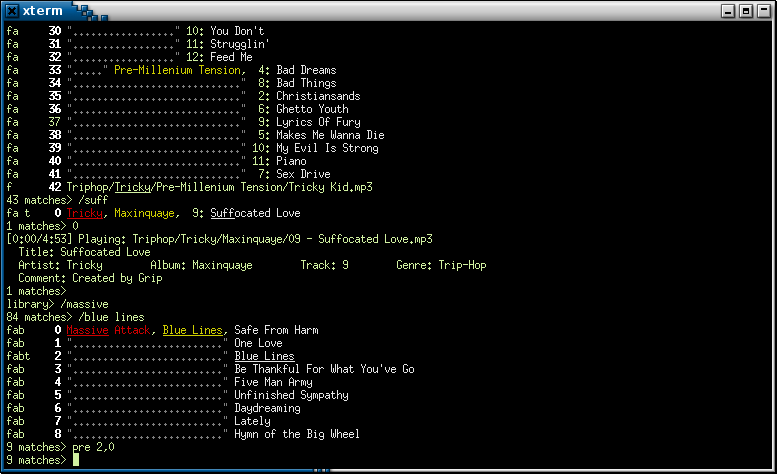 xterm
fa 30 "................." 10: You Don't
fa 31 "................." 11: Strugglin'
fa 32 "................." 12: Feed Me
fa 33 "....." Pre-Millenium Tension, 4: Bad Dreams
fa 34 "............................" 8: Bad Things
fa 35 "............................" 2: Christiansands
fa 36 "............................" 6: Ghetto Youth
fa 37 "............................" 9: Lyrics Of Fury
fa 38 "............................" 5: Makes Me Wanna Die
fa 39 "............................" 10: My Evil Is Strong
fa 40 "............................" 11: Piano
fa 41 "............................" 7: Sex Drive
f 42 Triphop/Tricky/Pre-Millenium Tension/Tricky Kid.mp3
43 matches> /suff
fa t 0 Tricky, Maxinquaye, 9: Suffocated Love
1 matches> 0
[0:00/4:53] Playing: Triphop/Tricky/Maxinquaye/09 - Suffocated Love.mp3
Title: Suffocated Love
Artist: Tricky Album: Maxinquaye Track: 9 Genre: Trip-Hop
Comment: Created by Grip
1 matches>
library> /massive
84 matches> /blue lines
fab 0 Massive Attack, Blue Lines, Safe From Harm
fab 1 "........................." One Love
fabt 2 "........................." Blue Lines
fab 3 "........................." Be Thankful For What You've Go
fab 4 "........................." Five Man Army
fab 5 "........................." Unfinished Sympathy
fab 6 "........................." Daydreaming
fab 7 "........................." Lately
fab 8 "........................." Hymn of the Big Wheel
9 matches> pre 2,0
9 matches>